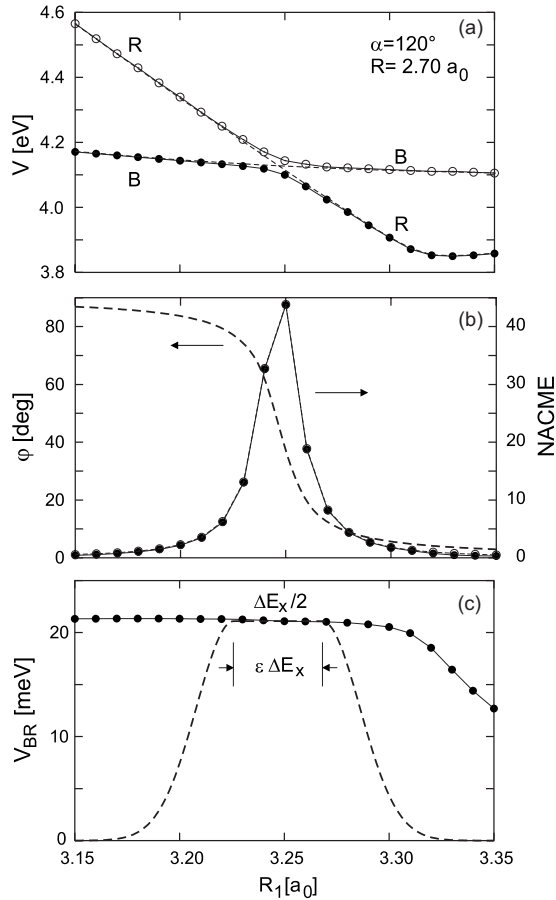 (a)
α=120°
R= 2.70 a₀
R
B
B
R
V [eV]
4.6
4.4
4.2
4.0
3.8
(b)
φ [deg]
80
60
40
20
0
NACME
40
30
20
10
0
(c)
ΔEₓ/2
ε ΔEₓ
V_BR [meV]
20
10
0
3.15
3.20
3.25
3.30
3.35
R₁[a₀]